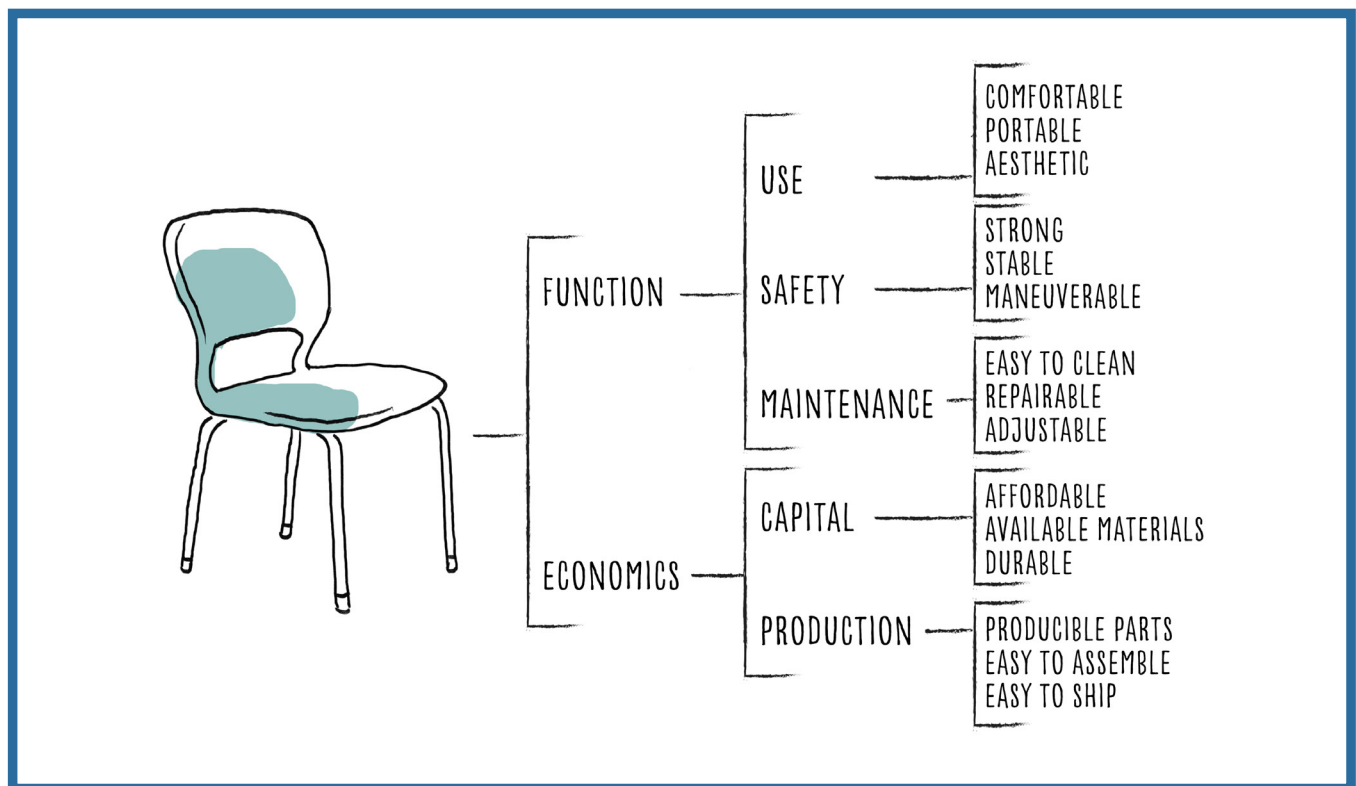 FUNCTION
USE
COMFORTABLE
PORTABLE
AESTHETIC
SAFETY
STRONG
STABLE
MANEUVERABLE
MAINTENANCE
EASY TO CLEAN
REPAIRABLE
ADJUSTABLE
ECONOMICS
CAPITAL
AFFORDABLE
AVAILABLE MATERIALS
DURABLE
PRODUCTION
PRODUCIBLE PARTS
EASY TO ASSEMBLE
EASY TO SHIP